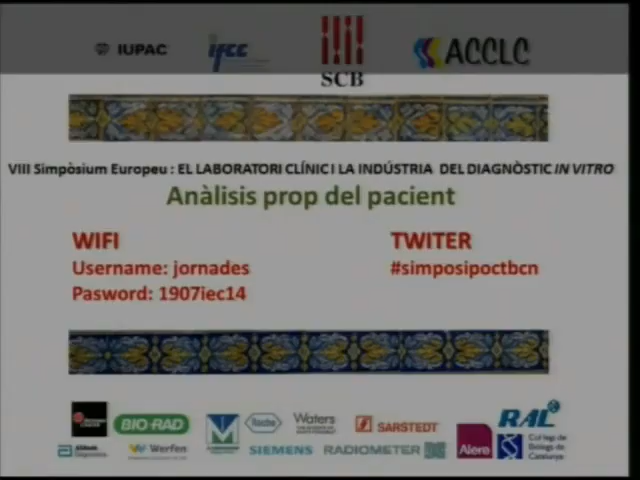 IUPAC
ifcc
SCB
ACCLC
VIII Simpòsium Europeu : EL LABORATORI CLÍNIC I LA INDÚSTRIA DEL DIAGNÒSTIC IN VITRO
Anàlisis prop del pacient
WIFI
Username: jornades
Pasword: 1907iec14
TWITER
#simposipoctbcn
BIO-RAD
Roche
Waters
SARSTEDT
RAL
Abbott
Werfen
SIEMENS
RADIOMETER
Alere
Col·legi de
Biòlegs de
Catalunya